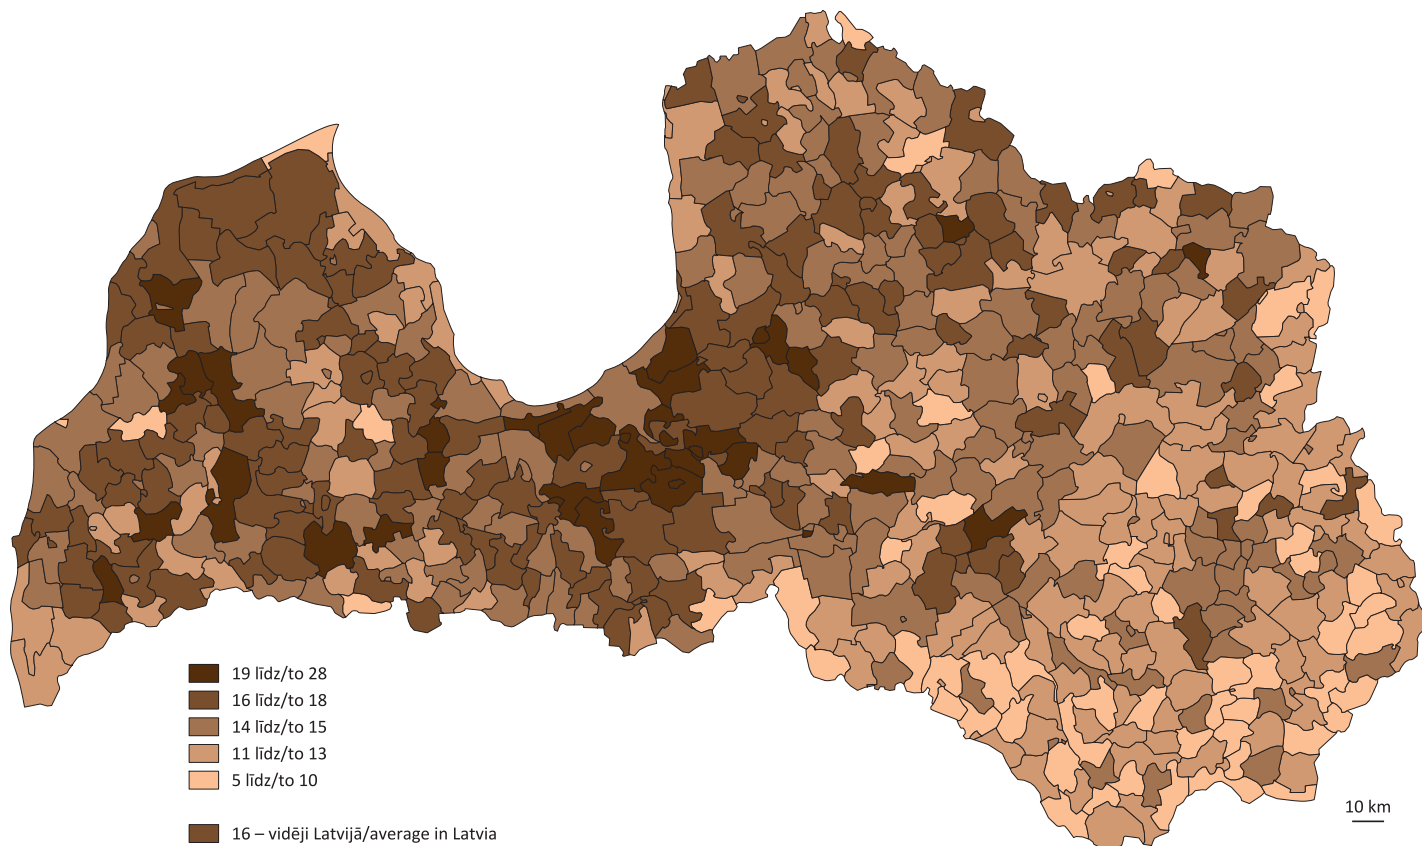 19 līdz/to 28
16 līdz/to 18
14 līdz/to 15
11 līdz/to 13
5 līdz/to 10
16 – vidēji Latvijā/average in Latvia
10 km